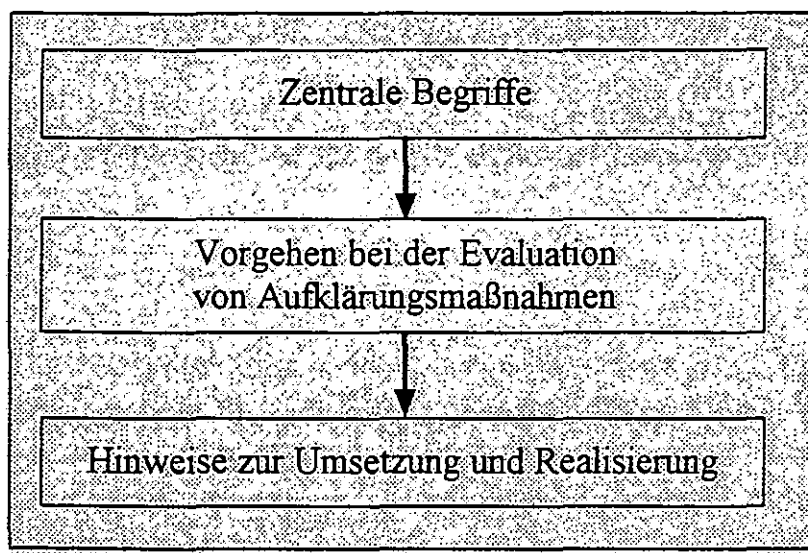 Zentrale Begriffe
Vorgehen bei der Evaluation
von Aufklärungsmaßnahmen
Hinweise zur Umsetzung und Realisierung